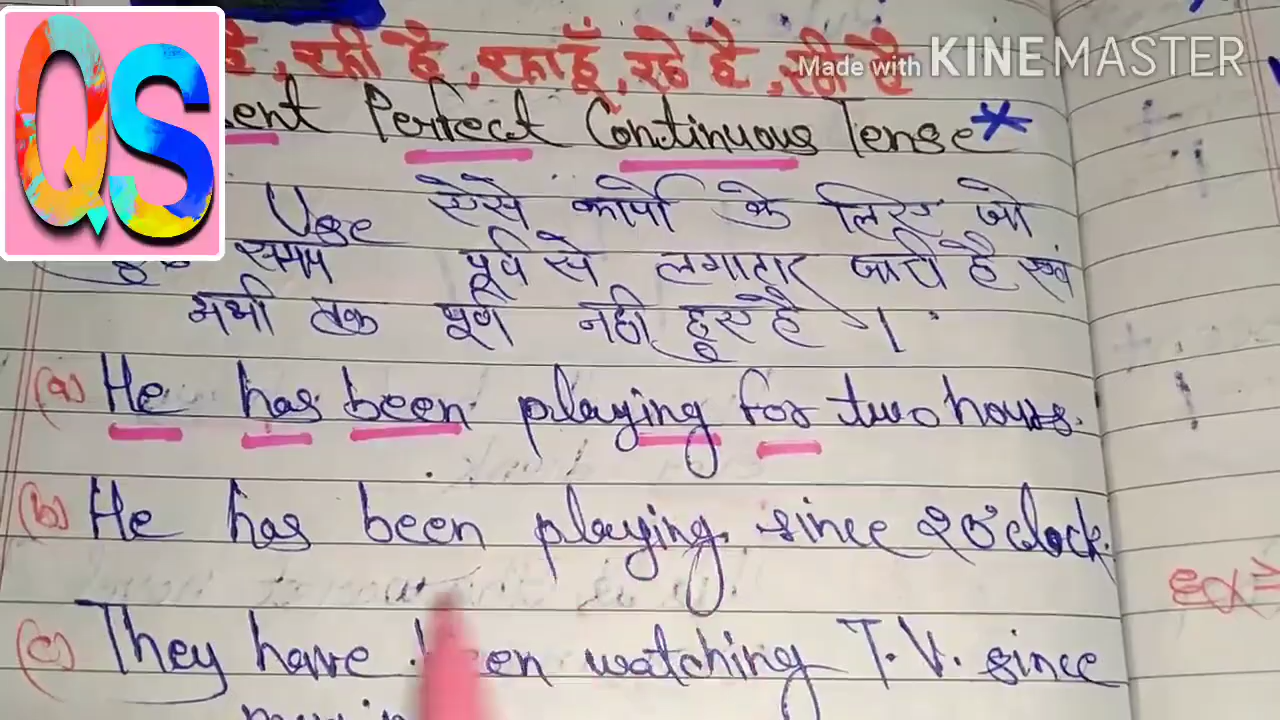 है, रही है, रहा हूँ, रहे है, रही है
Made with KINEMASTER
QS
ent Perfect Continuous Tense*
Use ऐसे कार्यो के लिए जो
समय पूर्व से लगातार जारी है एवं
अभी तक पूर्ण नही हुए है ।
(a) He has been playing for two hours.
(b) He has been playing since 2 o'clock.
ex ⇒
(c) They have been watching T.V. since